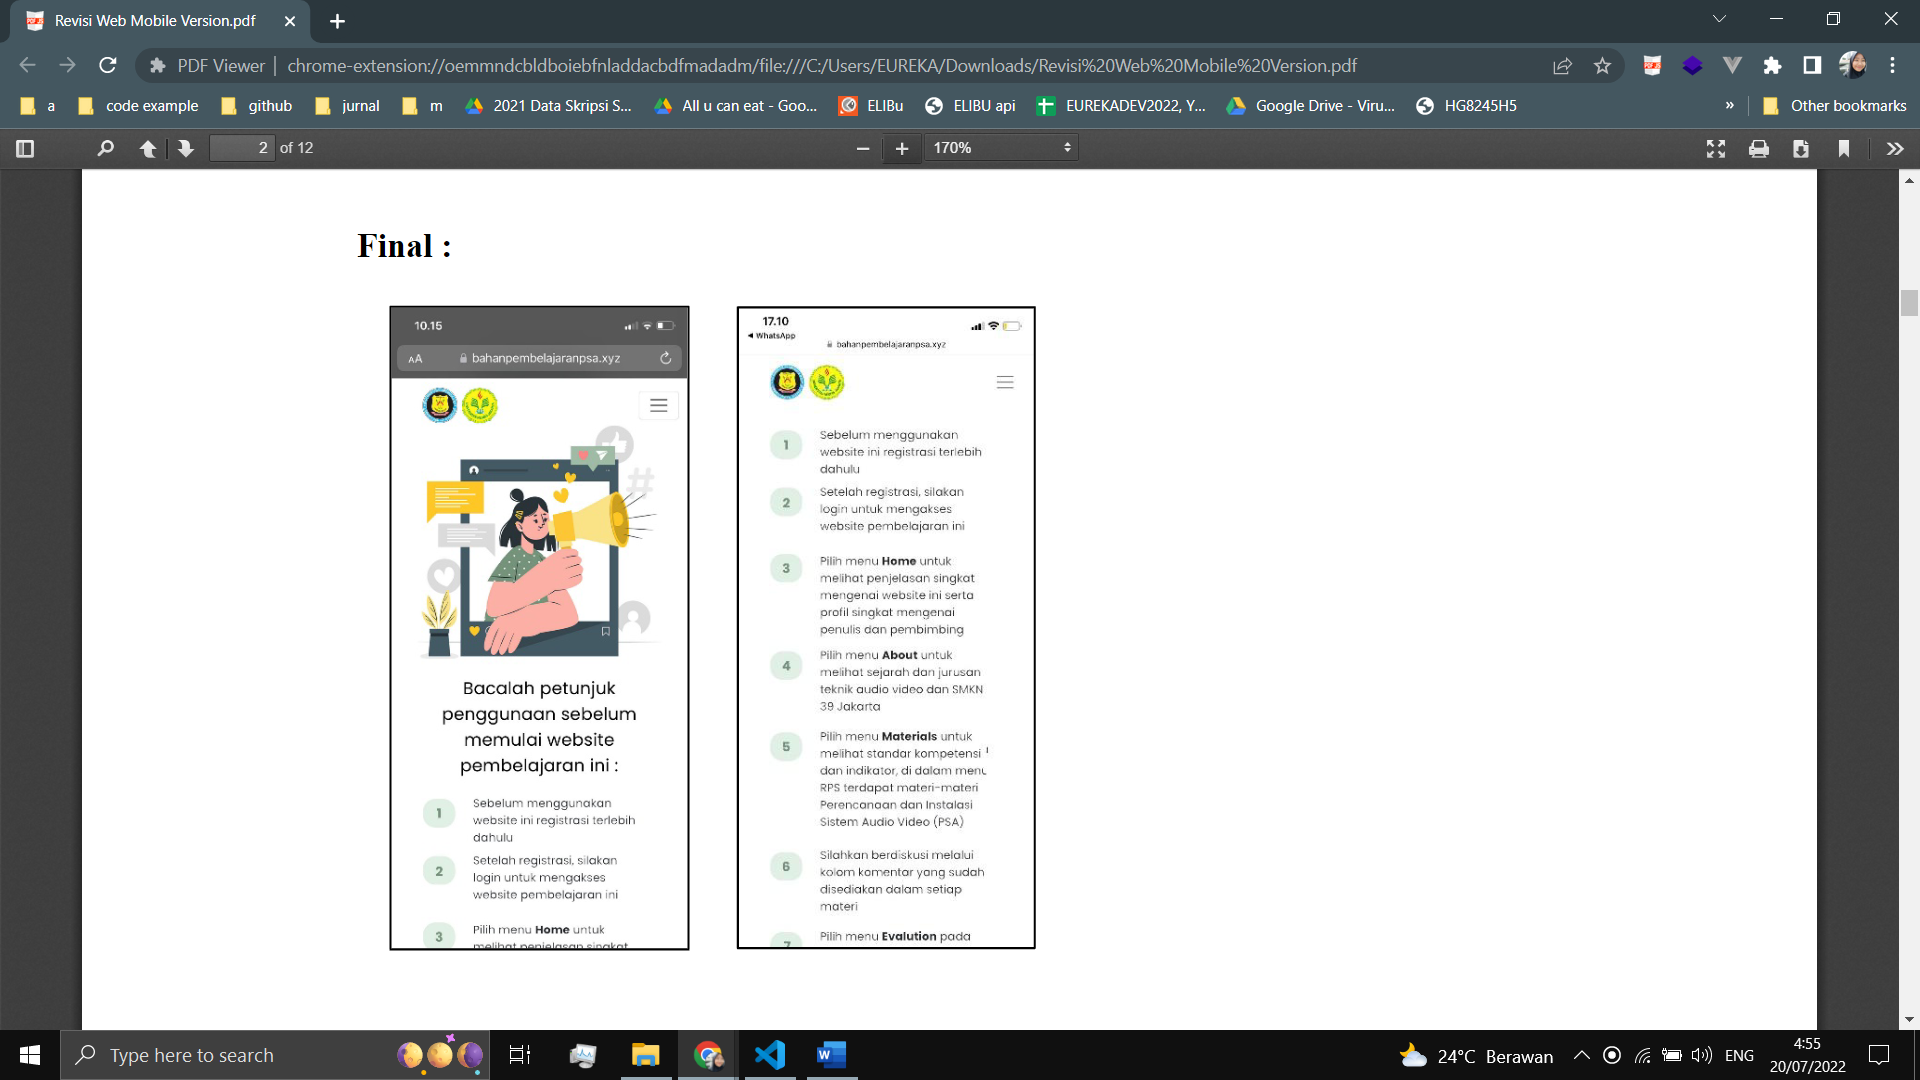 Revisi Web Mobile Version.pdf
PDF Viewer
chrome-extension://oemmndcbldboiebfnladdacbdfmadadm/file:///C:/Users/EUREKA/Downloads/Revisi%20Web%20Mobile%20Version.pdf
a
code example
github
jurnal
m
2021 Data Skripsi S...
All u can eat - Goo...
ELIBu
ELIBU api
EUREKADEV2022, Y...
Google Drive - Viru...
HG8245H5
»
Other bookmarks
2 of 12
170%
Final :
10.15
AA
bahanpembelajaranpsa.xyz
#
Bacalah petunjuk
penggunaan sebelum
memulai website
pembelajaran ini :
1
Sebelum menggunakan
website ini registrasi terlebih
dahulu
2
Setelah registrasi, silakan
login untuk mengakses
website pembelajaran ini
3
Pilih menu Home untuk
melihat penjelasan singkat
17.10
WhatsApp
bahanpembelajaranpsa.xyz
1
Sebelum menggunakan
website ini registrasi terlebih
dahulu
2
Setelah registrasi, silakan
login untuk mengakses
website pembelajaran ini
3
Pilih menu Home untuk
melihat penjelasan singkat
mengenai website ini serta
profil singkat mengenai
penulis dan pembimbing
4
Pilih menu About untuk
melihat sejarah dan jurusan
teknik audio video dan SMKN
39 Jakarta
5
Pilih menu Materials untuk
melihat standar kompetensi
dan indikator, di dalam menu
RPS terdapat materi-materi
Perencanaan dan Instalasi
Sistem Audio Video (PSA)
6
Silahkan berdiskusi melalui
kolom komentar yang sudah
disediakan dalam setiap
materi
7
Pilih menu Evalution pada
Type here to search
24°C Berawan
ENG
4:55
20/07/2022